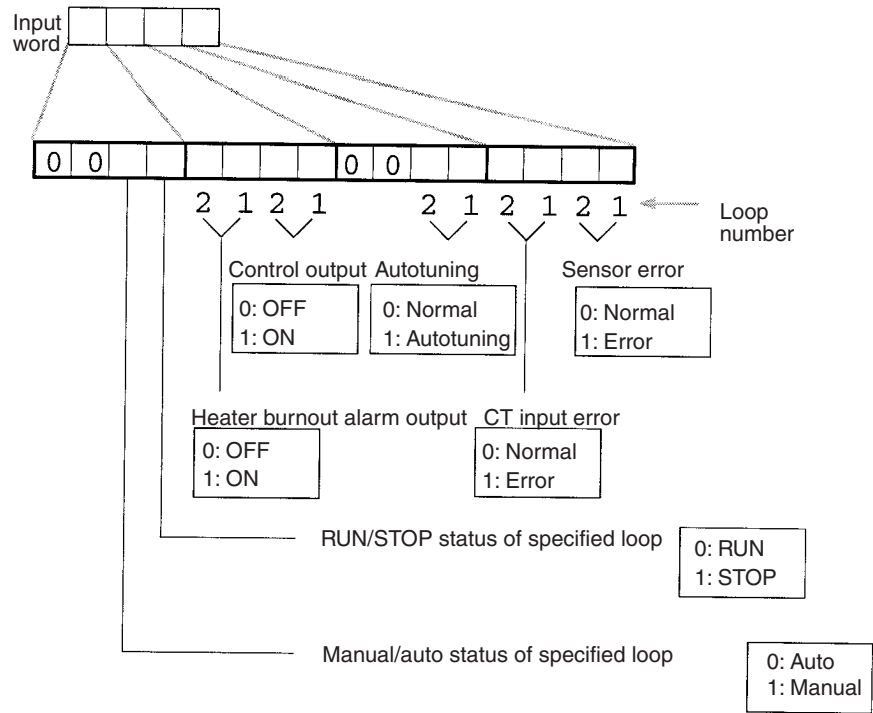 Input
word
0 0 0 0
2 1 2 1 2 1 2 1 2 1
Loop
number
Control output Autotuning Sensor error
0: OFF
1: ON
0: Normal
1: Autotuning
0: Normal
1: Error
Heater burnout alarm output CT input error
0: OFF
1: ON
0: Normal
1: Error
RUN/STOP status of specified loop
0: RUN
1: STOP
Manual/auto status of specified loop
0: Auto
1: Manual